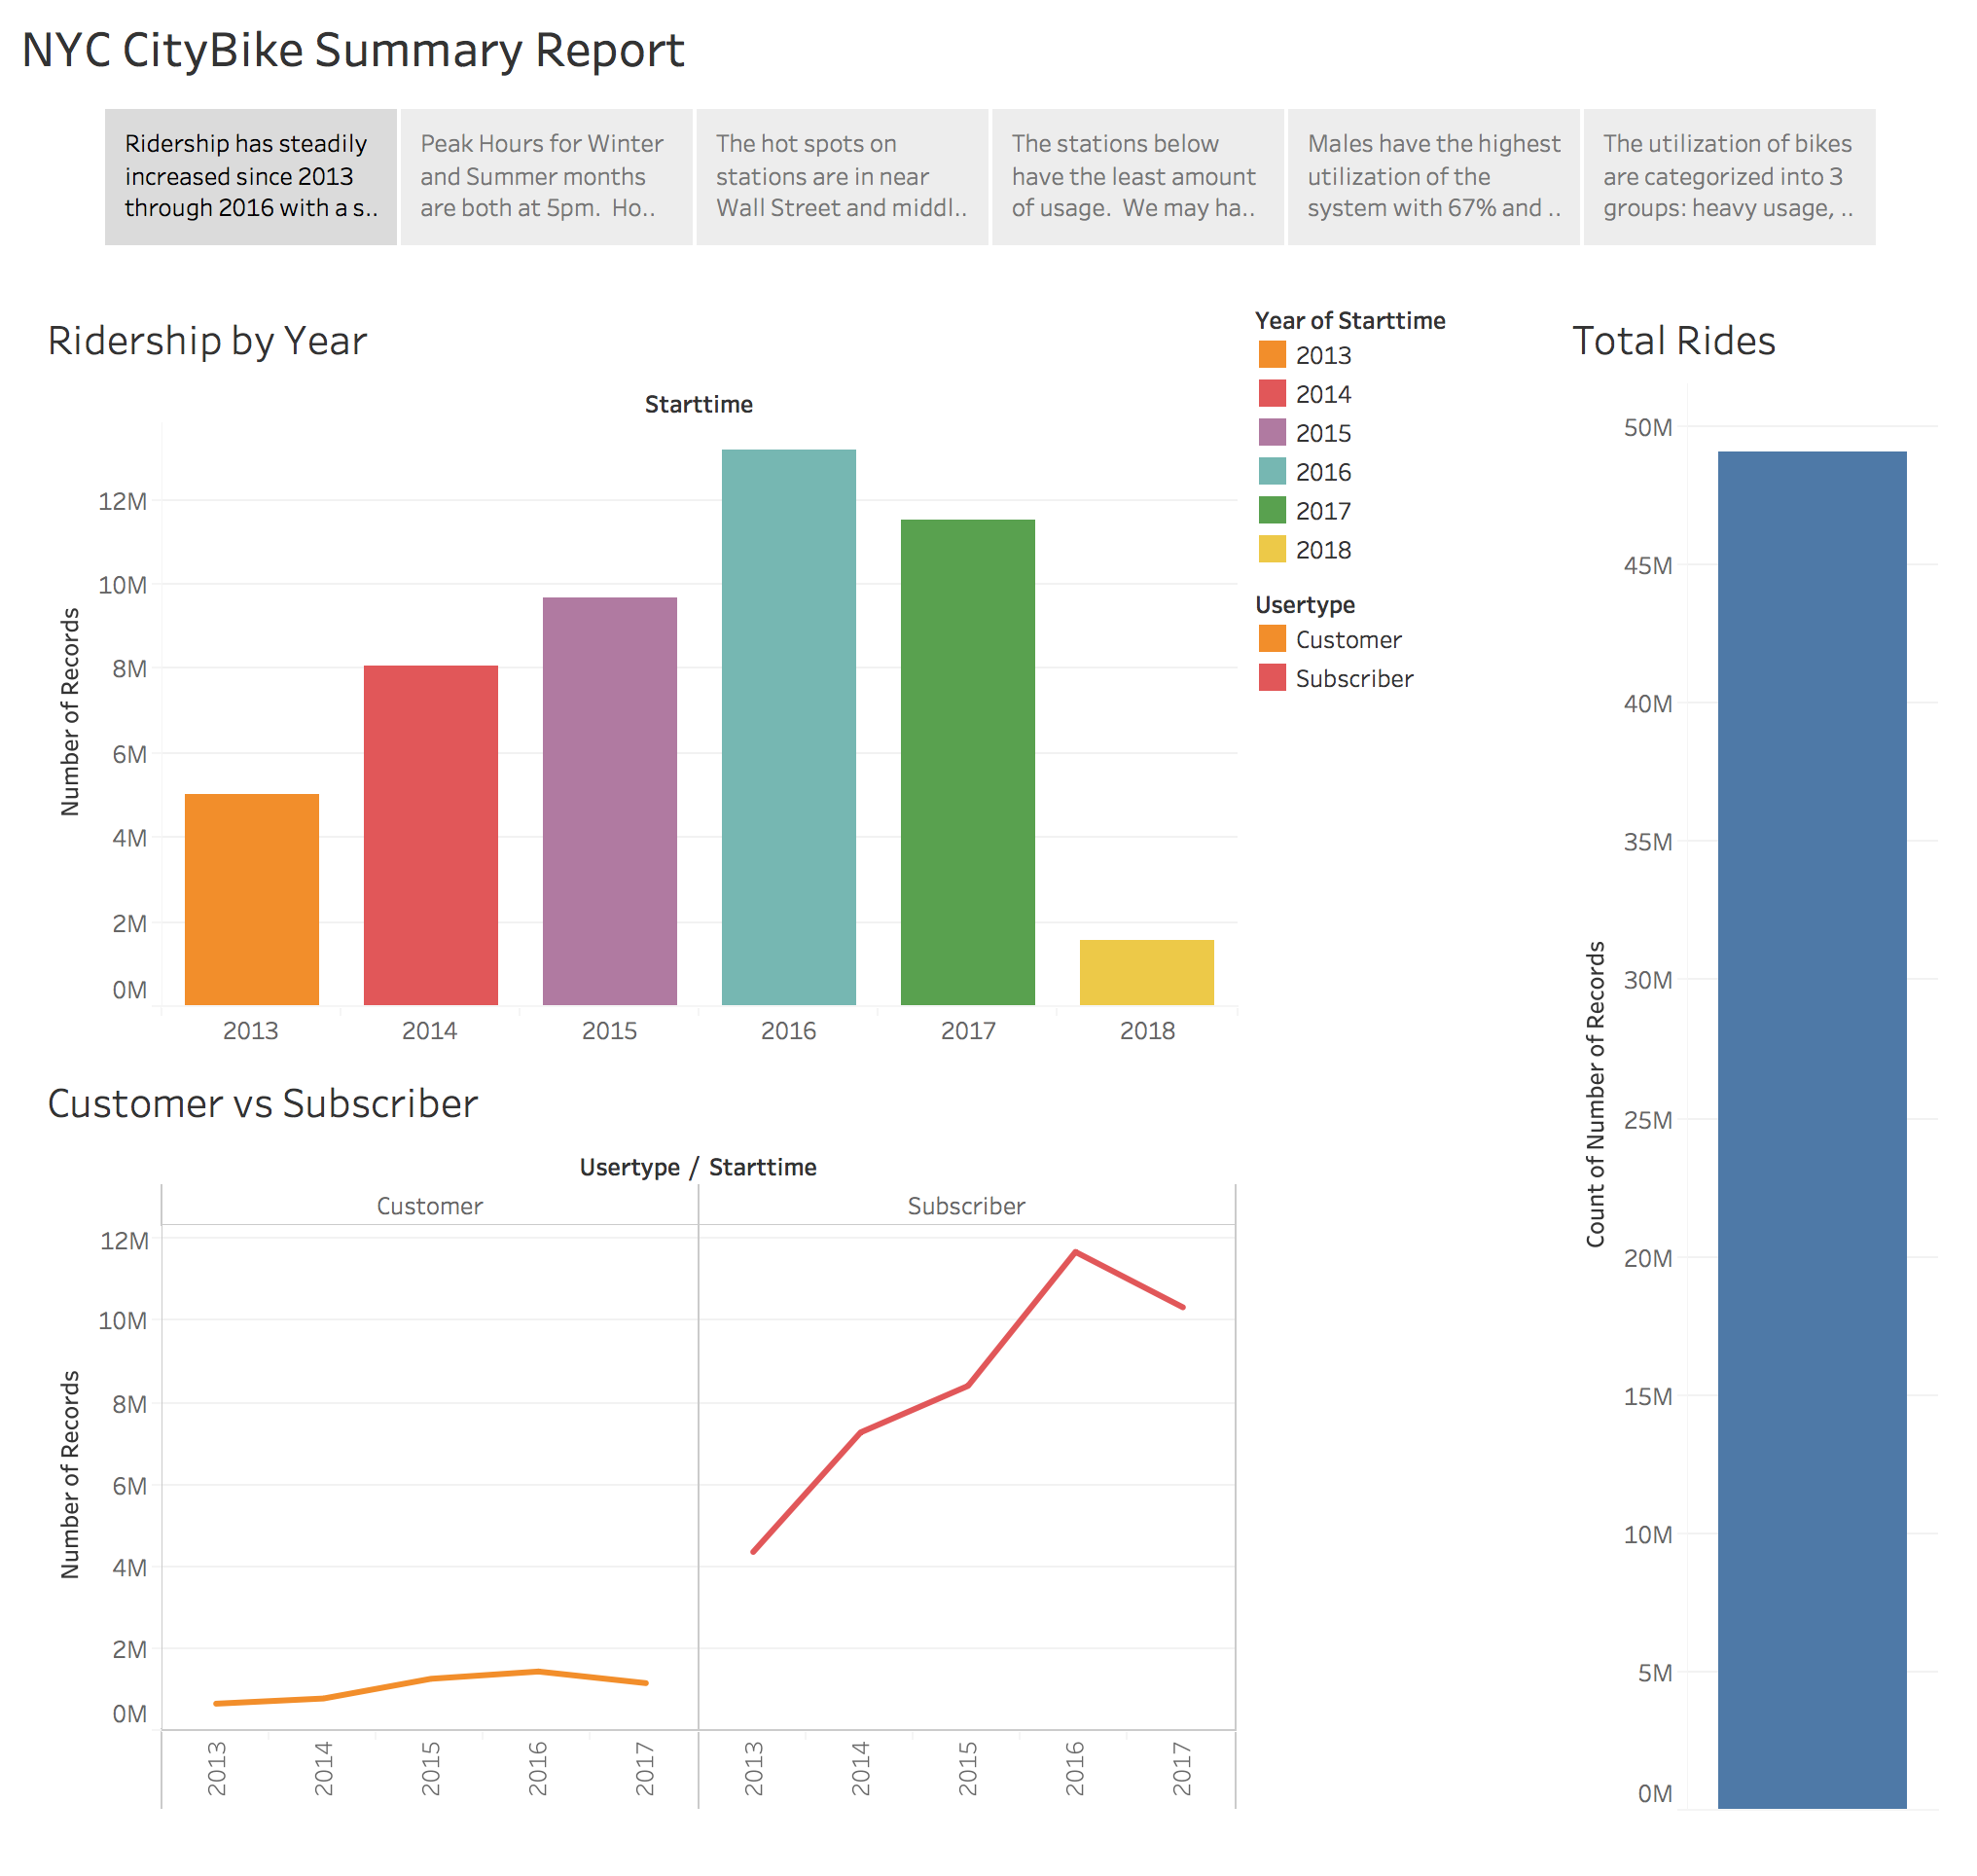 NYC CityBike Summary Report
Ridership has steadily
increased since 2013
through 2016 with a s..
Peak Hours for Winter
and Summer months
are both at 5pm.  Ho..
The hot spots on
stations are in near
Wall Street and middl..
The stations below
have the least amount
of usage.  We may ha..
Males have the highest
utilization of the
system with 67% and ..
The utilization of bikes
are categorized into 3
groups: heavy usage, ..
Ridership by Year
Starttime
Number of Records
12M
10M
8M
6M
4M
2M
0M
2013 2014 2015 2016 2017 2018
Year of Starttime
2013
2014
2015
2016
2017
2018
Usertype
Customer
Subscriber
Customer vs Subscriber
Usertype / Starttime
Customer Subscriber
Number of Records
12M
10M
8M
6M
4M
2M
0M
2013 2014 2015 2016 2017 2013 2014 2015 2016 2017
Total Rides
Count of Number of Records
50M
45M
40M
35M
30M
25M
20M
15M
10M
5M
0M